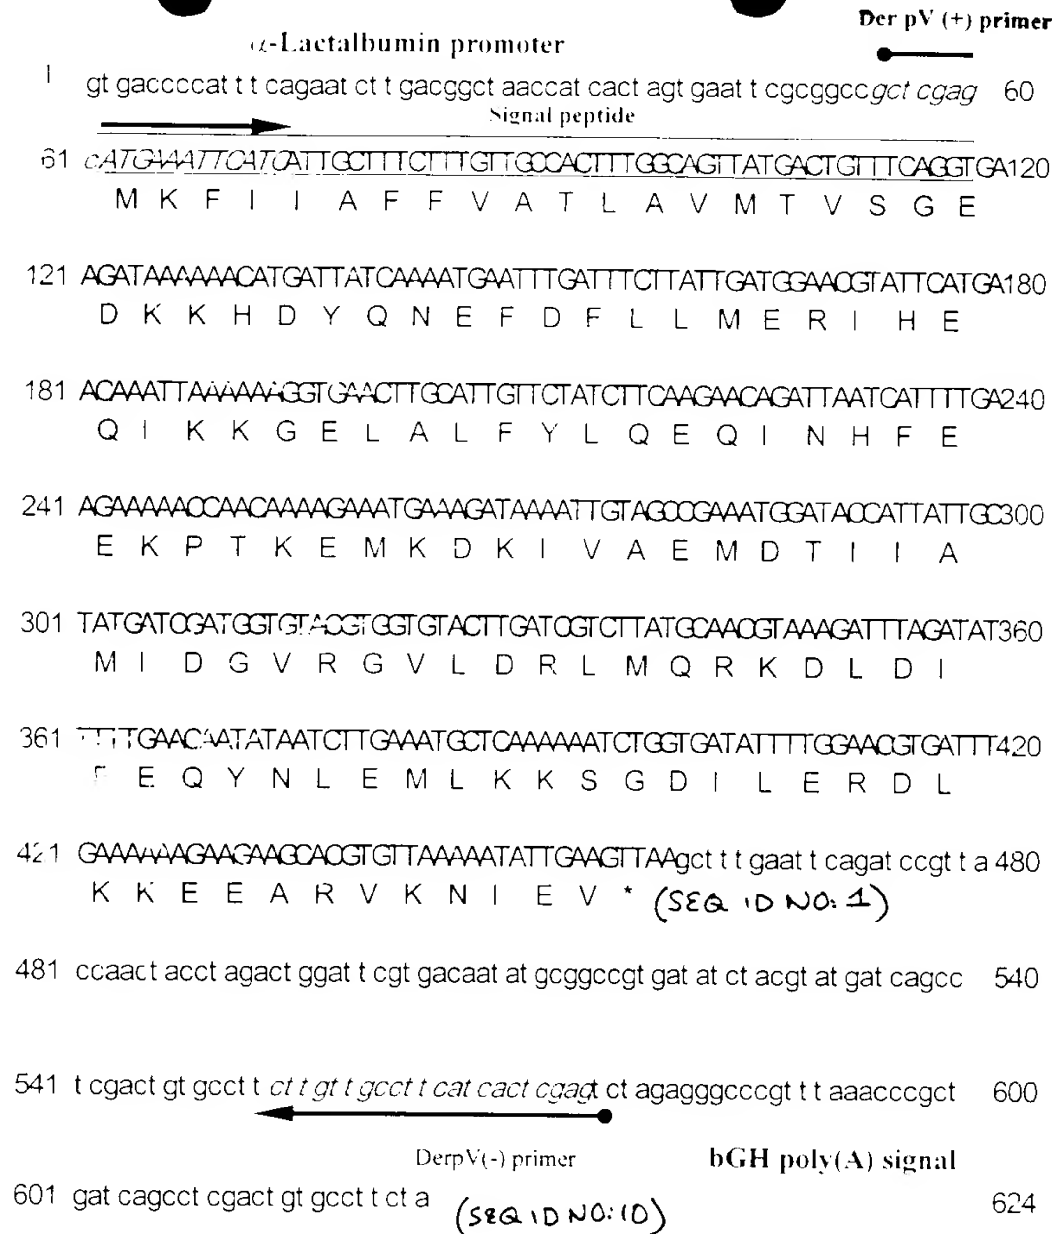 Der pV (+) primer
α-Lactalbumin promoter
1 gt gaccccat t t cagaat ct t gacggct aaccat cact agt gaat t cgcggccgct cgag 60
Signal peptide
61 cATGAAATTCATCATTGCTTTCTTTGTTGCCACTTTGGCAGTTATGACTGTTTCAGGTGA120
M K F I I A F F V A T L A V M T V S G E
121 AGATAAAAAACATGATTATCAAAATGAATTTGATTTCTTATTGATGGAACGTATTCATGA180
D K K H D Y Q N E F D F L L M E R I H E
181 ACAAATTAAAAAAGGTGAACTTGCATTGTTCTATCTTCAAGAACAGATTAATCATTTTGA240
Q I K K G E L A L F Y L Q E Q I N H F E
241 AGAAAAACCAACAAAAGAAATGAAAGATAAAATTGTAGCCGAAATGGATACCATTATTGC300
E K P T K E M K D K I V A E M D T I I A
301 TATGATCGATGGTGTACGTGGTGTACTTGATCGTCTTATGCAACGTAAAGATTTAGATAT360
M I D G V R G V L D R L M Q R K D L D I
361 TTTTGAACAATATAATCTTGAAATGCTCAAAAAATCTGGTGATATTTTGGAACGTGATTT420
F E Q Y N L E M L K K S G D I L E R D L
421 GAAAAAAGAAGAAGCACGTGTTAAAAATATTGAAGTTAAgct t t gaat t cagat ccgt t a 480
K K E E A R V K N I E V * (SEQ ID NO: 1)
481 ccaact acct agact ggat t cgt gacaat at gcggccgt gat at ct acgt at gat cagcc 540
541 t cgact gt gcct t ct t gt t gcct t cat cact cgagt ct agagggcccgt t t aaacccgct 600
DerpV(-) primer bGH poly(A) signal
601 gat cagcct cgact gt gcct t ct a (SEQ ID NO: 10) 624